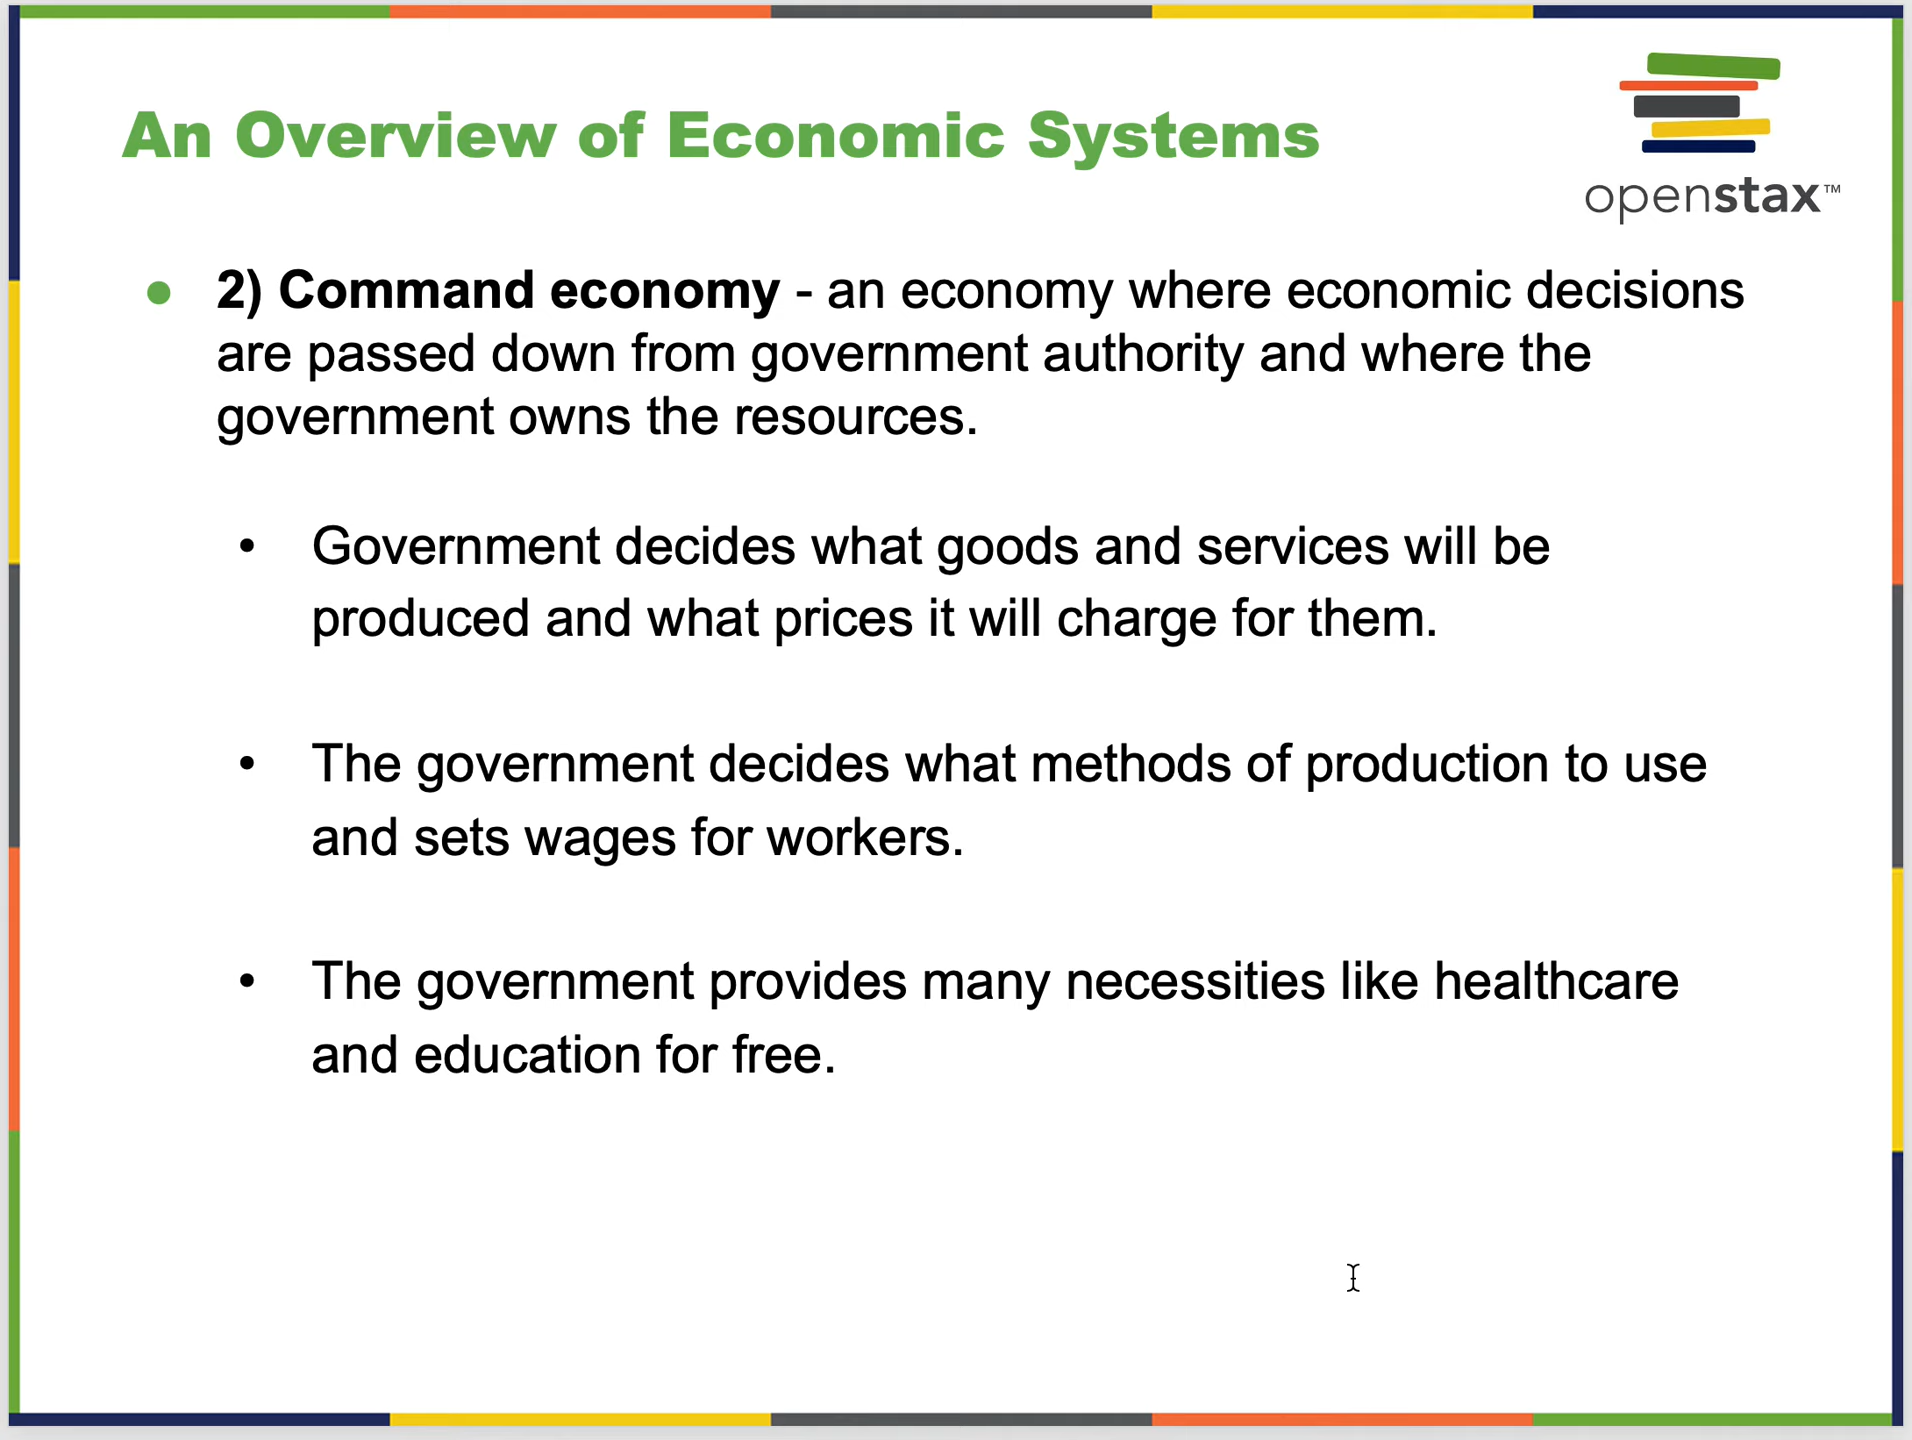 An Overview of Economic Systems
openstax™
● 2) Command economy - an economy where economic decisions
are passed down from government authority and where the
government owns the resources.
• Government decides what goods and services will be
produced and what prices it will charge for them.
• The government decides what methods of production to use
and sets wages for workers.
• The government provides many necessities like healthcare
and education for free.